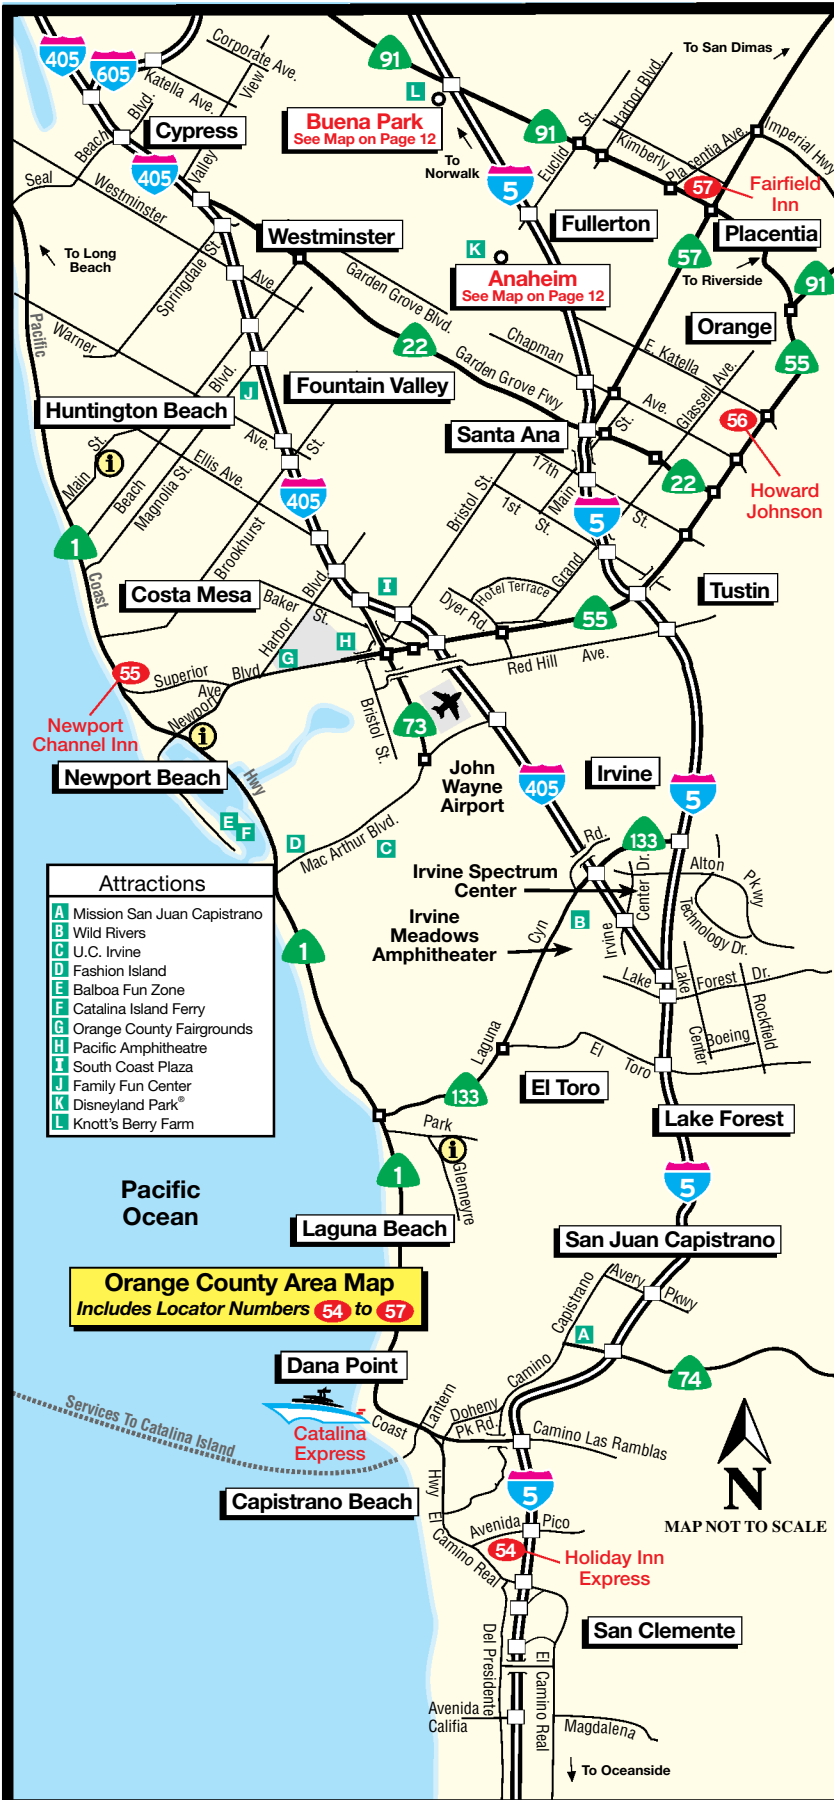 405
605
Corporate Ave.
View
Katella Ave.
91
To San Dimas
L
Buena Park
See Map on Page 12
Beach Blvd.
Cypress
To
Norwalk
91
Euclid St.
Harbor Blvd.
Kimberly
Placentia Ave.
Imperial Hwy
405
Valley
Seal
Westminster
Ave.
5
57
Fairfield
Inn
Fullerton
Placentia
Westminster
To Long
Beach
Springdale St.
K
Anaheim
See Map on Page 12
57
To Riverside
91
Garden Grove Blvd.
Pacific
Warner
Ave.
22
Chapman
Ave.
E. Katella
Orange
55
Garden Grove Fwy
Glassell Ave.
Blvd.
J
Fountain Valley
Huntington Beach
St.
Santa Ana
St.
56
Howard
Johnson
Main St.
i
Ellis Ave.
Beach
Magnolia St.
405
Bristol St.
17th
St.
Main
1st
St.
22
5
1
Brookhurst
Coast
Costa Mesa
Baker
St.
Harbor
Blvd.
I
Hotel Terrace
Grand
Dyer Rd.
Tustin
55
H
G
Red Hill Ave.
55
Superior
Ave
Newport
Blvd.
Newport
Channel Inn
Bristol St.
73
i
Newport Beach
Hwy
John
Wayne
Airport
405
Irvine
5
E
F
D
Mac Arthur Blvd.
C
Rd.
133
Irvine Spectrum
Center
Center Dr.
Irvine
Alton
Pkwy
Technology Dr.
Attractions
A Mission San Juan Capistrano
B Wild Rivers
C U.C. Irvine
D Fashion Island
E Balboa Fun Zone
F Catalina Island Ferry
G Orange County Fairgrounds
H Pacific Amphitheatre
I South Coast Plaza
J Family Fun Center
K Disneyland Park®
L Knott's Berry Farm
B
Irvine
Meadows
Amphitheater
Cyn
Laguna
1
Lake
Forest
Dr.
Lake
Center
Boeing
Rockfield
El
Toro
El Toro
133
Lake Forest
Park
i
Glenneyre
1
5
Pacific
Ocean
Laguna Beach
San Juan Capistrano
Orange County Area Map
Includes Locator Numbers 54 to 57
Avery
Pkwy
Capistrano
Camino
A
74
Dana Point
Services To Catalina Island
Catalina
Express
Coast
Lantern
Doheny
Pk Rd.
Camino Las Ramblas
Hwy
N
MAP NOT TO SCALE
Capistrano Beach
5
El
Camino Real
Avenida Pico
54
Holiday Inn
Express
San Clemente
Del Presidente
El Camino Real
Avenida
Califia
Magdalena
To Oceanside